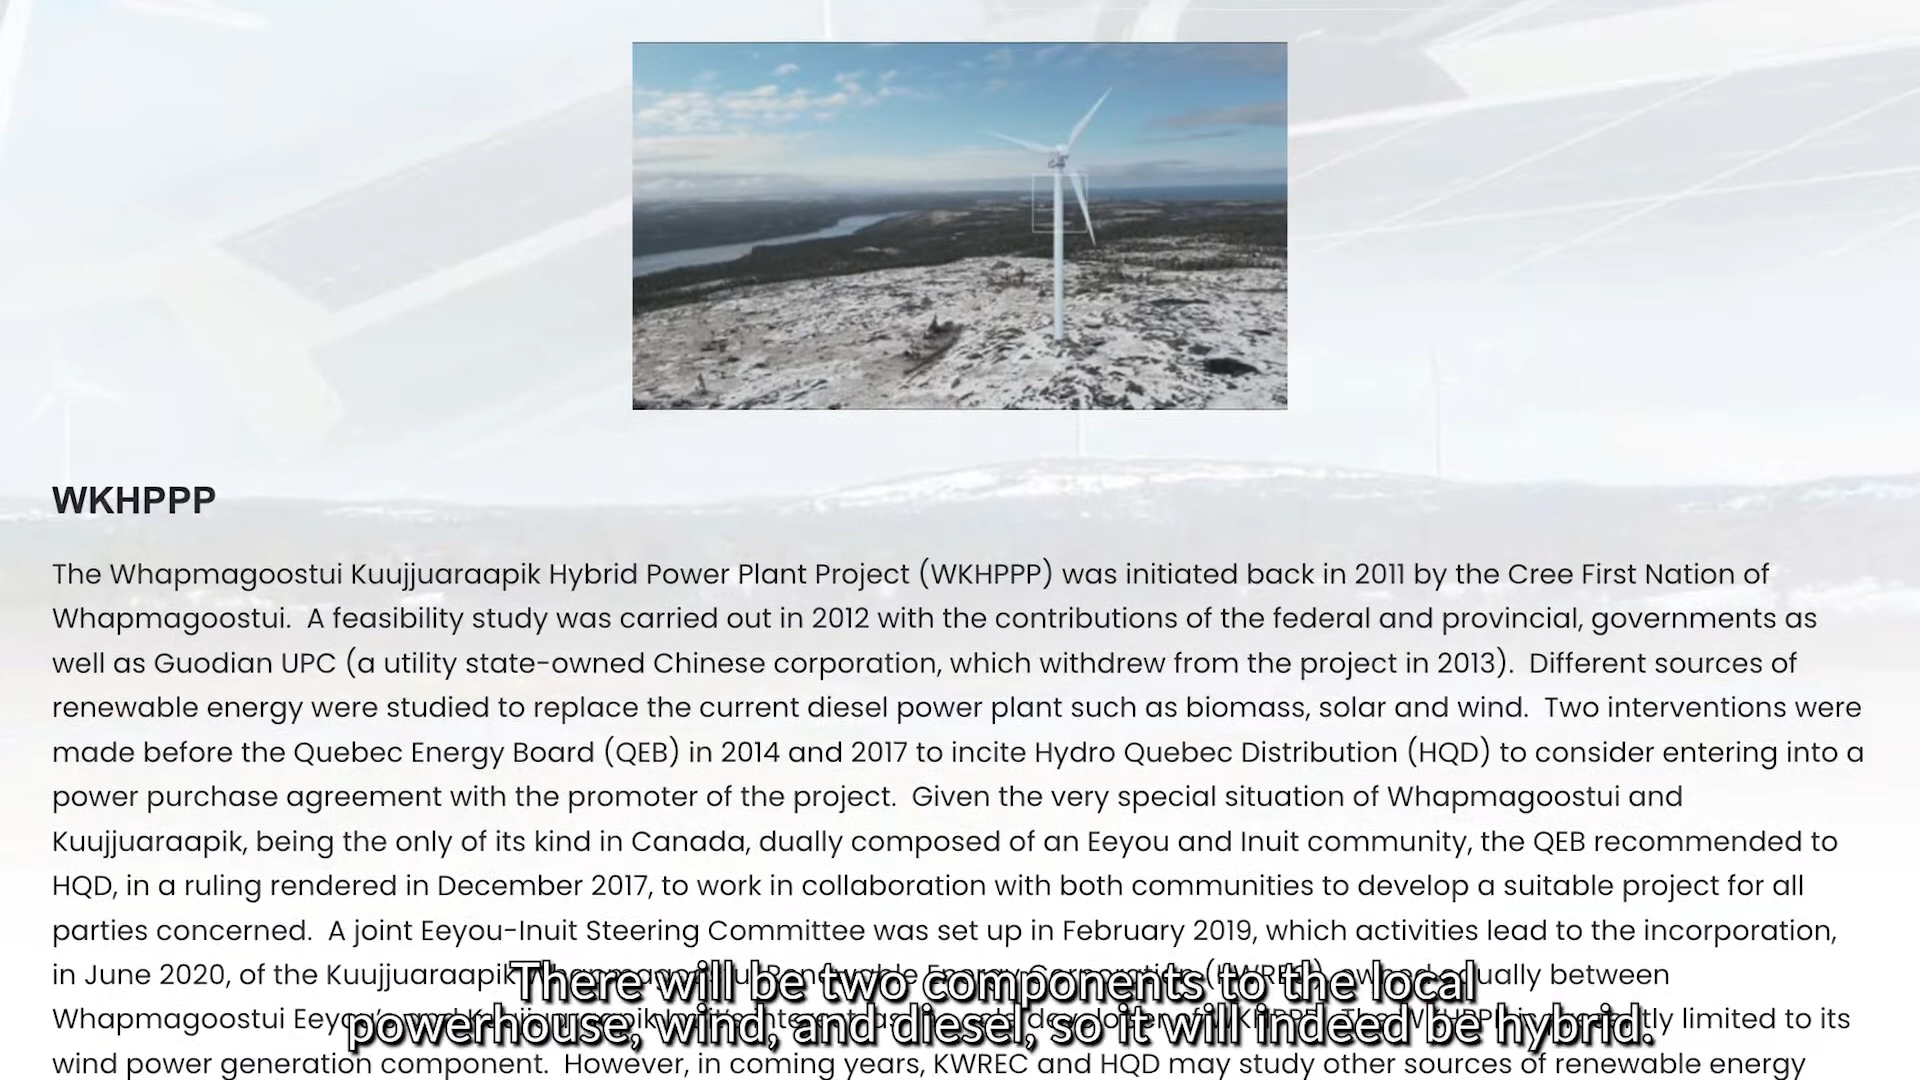 WKHPPP
The Whapmagoostui Kuujjuaraapik Hybrid Power Plant Project (WKHPPP) was initiated back in 2011 by the Cree First Nation of
Whapmagoostui. A feasibility study was carried out in 2012 with the contributions of the federal and provincial, governments as
well as Guodian UPC (a utility state-owned Chinese corporation, which withdrew from the project in 2013). Different sources of
renewable energy were studied to replace the current diesel power plant such as biomass, solar and wind. Two interventions were
made before the Quebec Energy Board (QEB) in 2014 and 2017 to incite Hydro Quebec Distribution (HQD) to consider entering into a
power purchase agreement with the promoter of the project. Given the very special situation of Whapmagoostui and
Kuujjuaraapik, being the only of its kind in Canada, dually composed of an Eeyou and Inuit community, the QEB recommended to
HQD, in a ruling rendered in December 2017, to work in collaboration with both communities to develop a suitable project for all
parties concerned. A joint Eeyou-Inuit Steering Committee was set up in February 2019, which activities lead to the incorporation,
in June 2020, of the Kuujjuaraapik between
Whapmagoostui limited to its
wind power generation component. However, in coming years, KWREC and HQD may study other sources of renewable energy
There will be two components to the local
powerhouse, wind, and diesel, so it will indeed be hybrid.